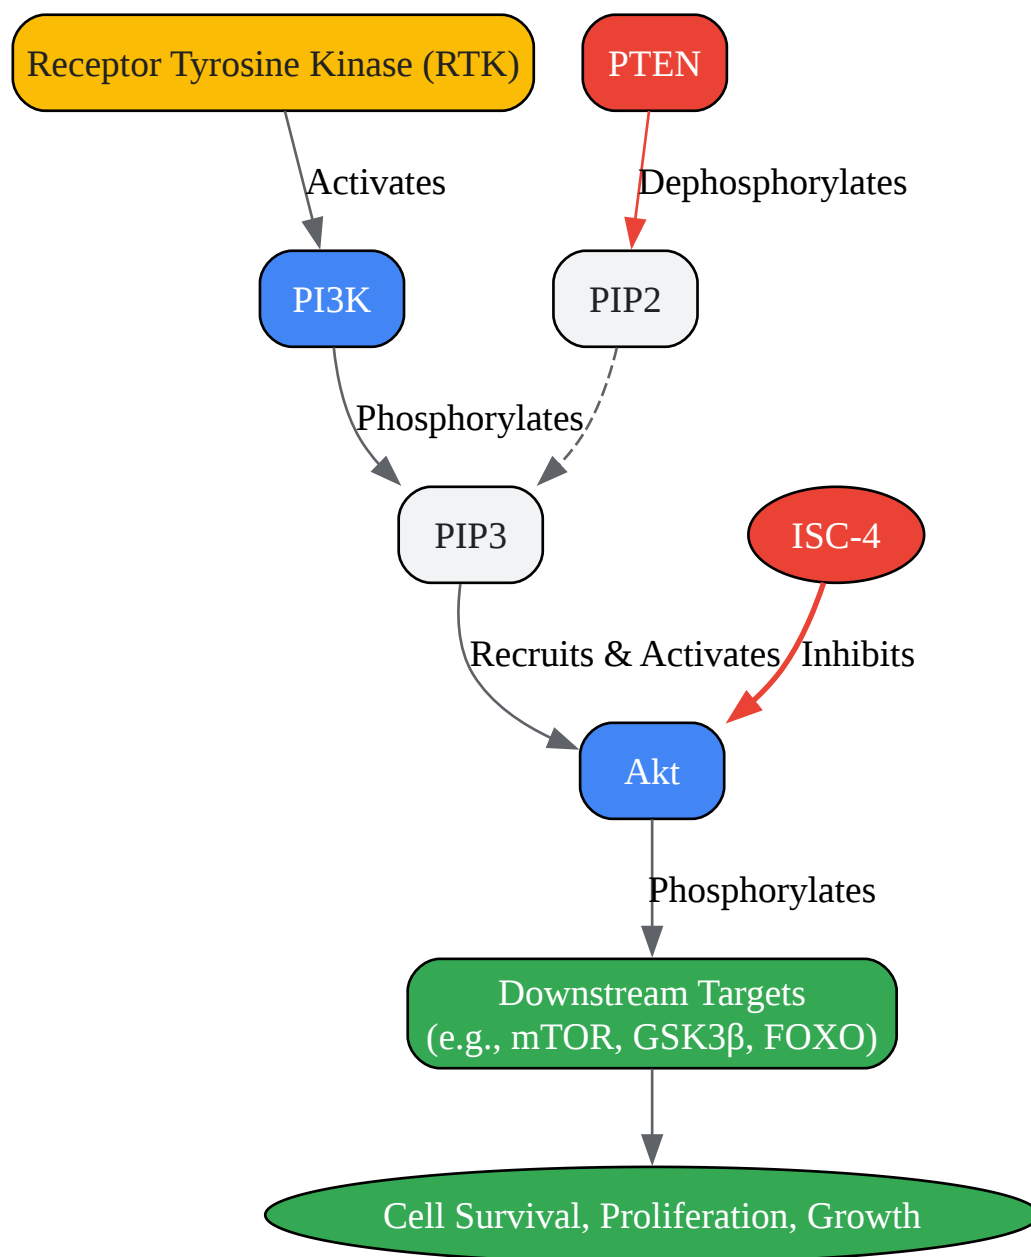 Receptor Tyrosine Kinase (RTK)
PTEN
Activates
Dephosphorylates
PI3K
PIP2
Phosphorylates
PIP3
ISC-4
Recruits & Activates
Inhibits
Akt
Phosphorylates
Downstream Targets
(e.g., mTOR, GSK3β, FOXO)
Cell Survival, Proliferation, Growth